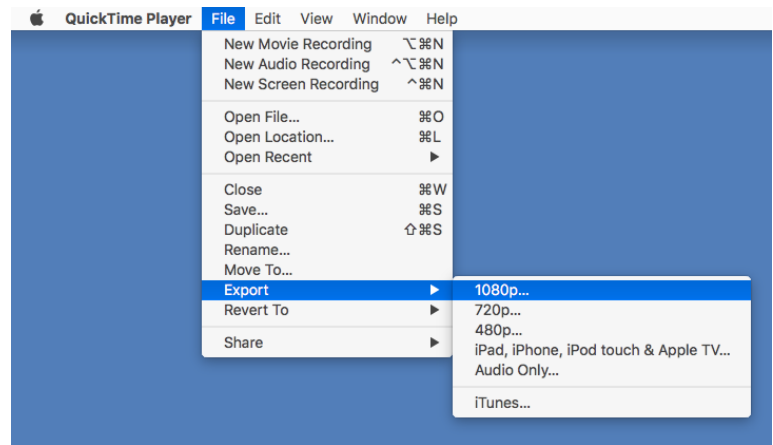 QuickTime Player File Edit View Window Help
New Movie Recording ⌥⌘N
New Audio Recording ^⌥⌘N
New Screen Recording ^⌘N
Open File... ⌘O
Open Location... ⌘L
Open Recent ▶
Close ⌘W
Save... ⌘S
Duplicate ⇧⌘S
Rename...
Move To...
Export ▶
Revert To ▶
Share ▶
1080p...
720p...
480p...
iPad, iPhone, iPod touch & Apple TV...
Audio Only...
iTunes...